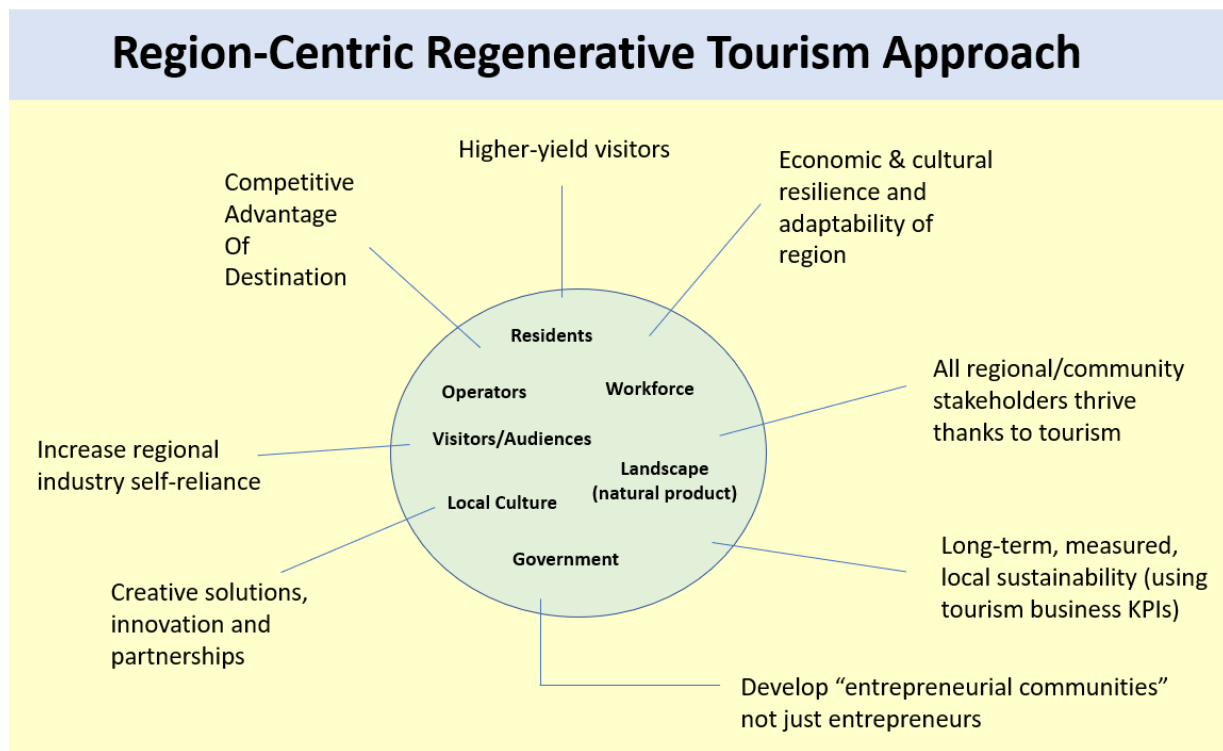 Region-Centric Regenerative Tourism Approach
Higher-yield visitors
Competitive
Advantage
Of
Destination
Economic & cultural
resilience and
adaptability of
region
Residents
Operators
Workforce
Visitors/Audiences
Landscape
(natural product)
Local Culture
Government
All regional/community
stakeholders thrive
thanks to tourism
Increase regional
industry self-reliance
Long-term, measured,
local sustainability (using
tourism business KPIs)
Creative solutions,
innovation and
partnerships
Develop “entrepreneurial communities”
not just entrepreneurs